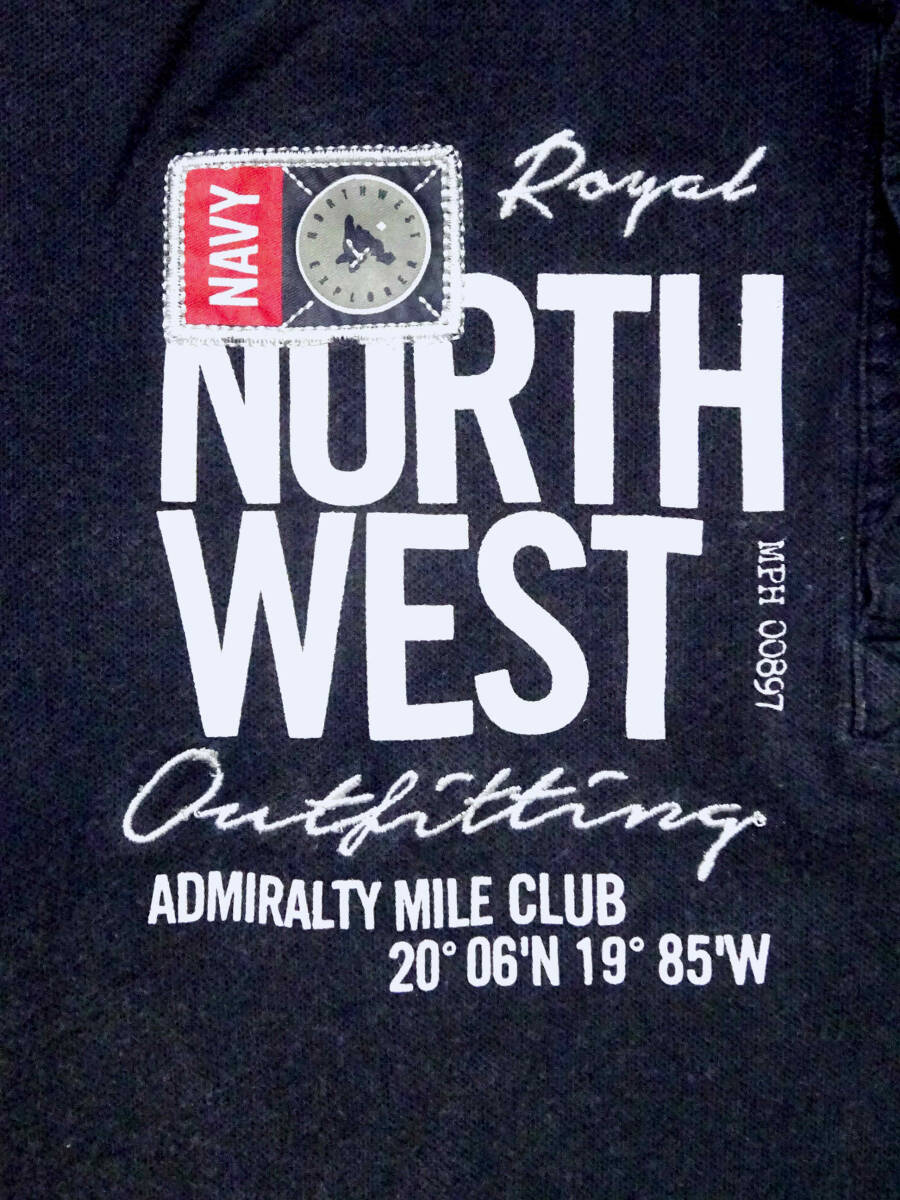 Royal
NAVY
NORTHWEST
EXPLORER
NORTH
WEST
MPH 00897
Outfitting®
ADMIRALTY MILE CLUB
20° 06'N 19° 85'W